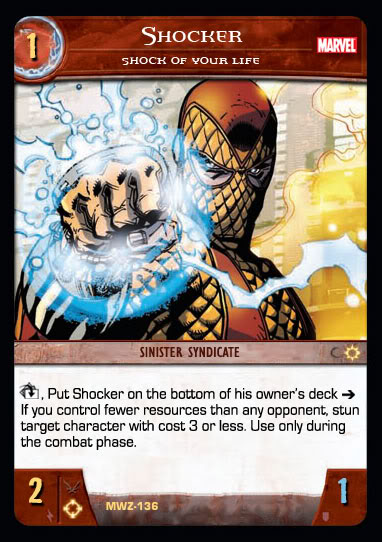 1
SHOCKER
SHOCK OF YOUR LIFE
MARVEL
SINISTER SYNDICATE
C
, Put Shocker on the bottom of his owner's deck ➔
If you control fewer resources than any opponent, stun
target character with cost 3 or less. Use only during
the combat phase.
2
MWZ-136
1